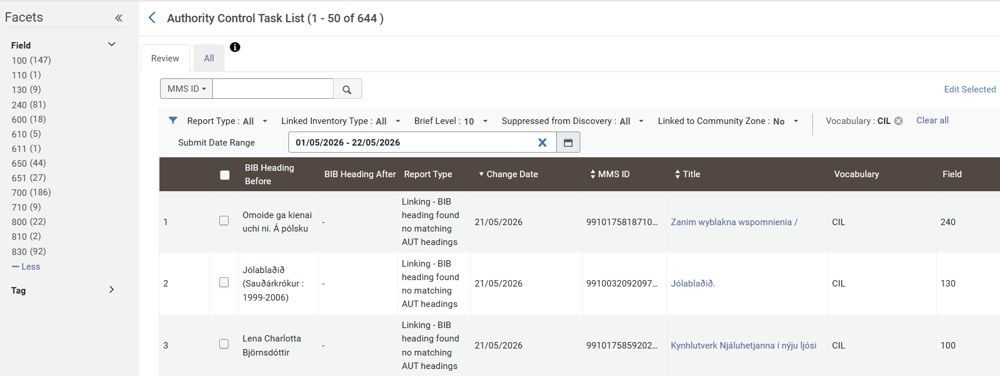 Facets
Field
100 (147)
110 (1)
130 (9)
240 (81)
600 (18)
610 (5)
611 (1)
650 (44)
651 (27)
700 (186)
710 (9)
800 (22)
810 (2)
830 (92)
Less
Tag
Authority Control Task List (1 - 50 of 644 )
Review All
MMS ID
Edit Selected
Report Type : All Linked Inventory Type : All Brief Level : 10 Suppressed from Discovery : All Linked to Community Zone : No Vocabulary : CIL Clear all
Submit Date Range 01/05/2026 - 22/05/2026
BIB Heading Before BIB Heading After Report Type Change Date MMS ID Title Vocabulary Field
1 Omoide ga kienai uchi ni. Á pólsku - Linking - BIB heading found no matching AUT headings 21/05/2026 9910175818710... Zanim wyblakna wspomnienia / CIL 240
2 Jólablaðið (Sauðárkrókur : 1999-2006) - Linking - BIB heading found no matching AUT headings 21/05/2026 9910032092097... Jólablaðið. CIL 130
3 Lena Charlotta Björnsdóttir - Linking - BIB heading found no matching AUT headings 21/05/2026 9910175859202... Kynhlutverk Njáluhetjanna í nýju ljósi CIL 100